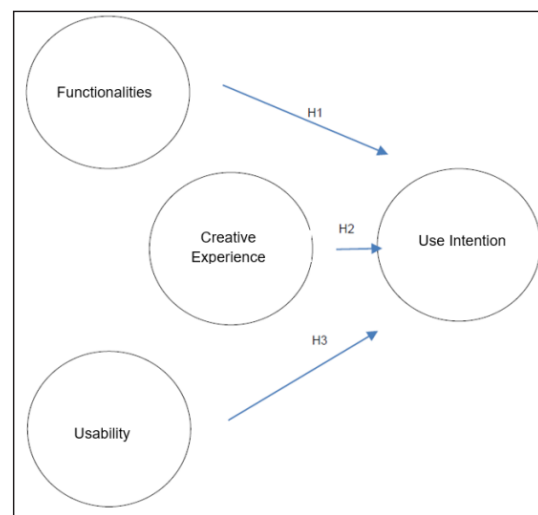 Functionalities
H1
Creative
Experience
H2
Use Intention
H3
Usability